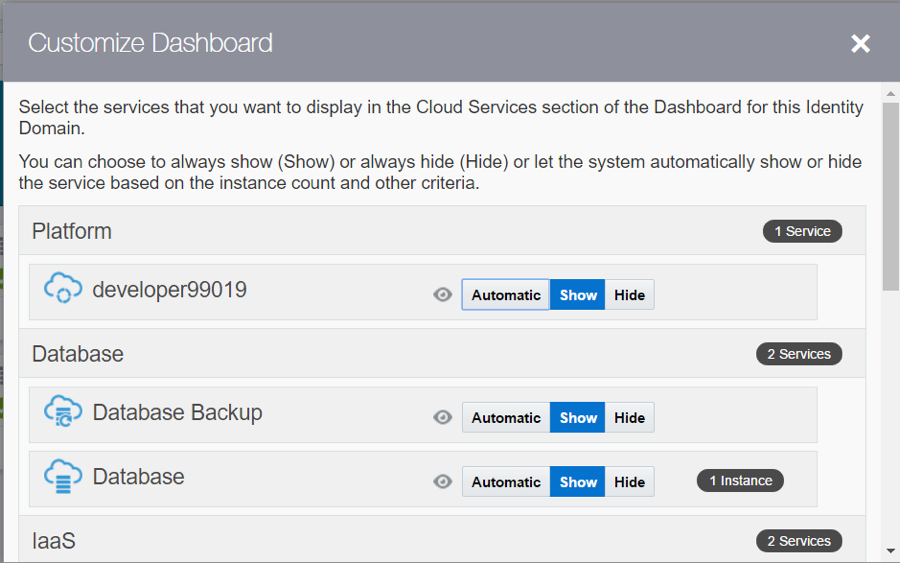 Customize Dashboard
Select the services that you want to display in the Cloud Services section of the Dashboard for this Identity
Domain.
You can choose to always show (Show) or always hide (Hide) or let the system automatically show or hide
the service based on the instance count and other criteria.
Platform 1 Service
developer99019 Automatic Show Hide
Database 2 Services
Database Backup Automatic Show Hide
Database Automatic Show Hide 1 Instance
IaaS 2 Services